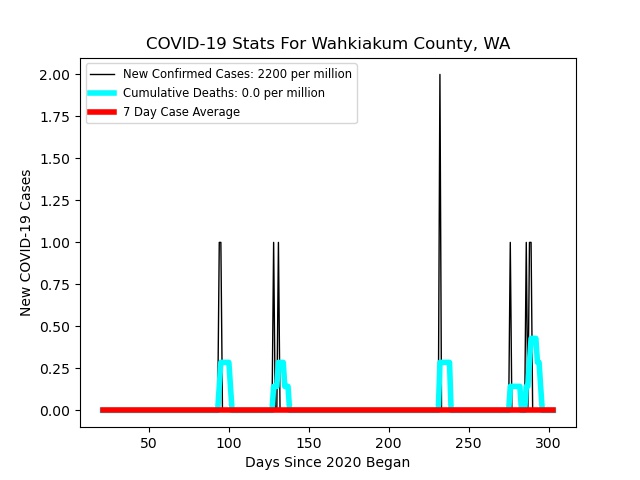 COVID-19 Stats For Wahkiakum County, WA
New Confirmed Cases: 2200 per million
Cumulative Deaths: 0.0 per million
7 Day Case Average
2.00
1.75
1.50
1.25
1.00
0.75
0.50
0.25
0.00
New COVID-19 Cases
50 100 150 200 250 300
Days Since 2020 Began